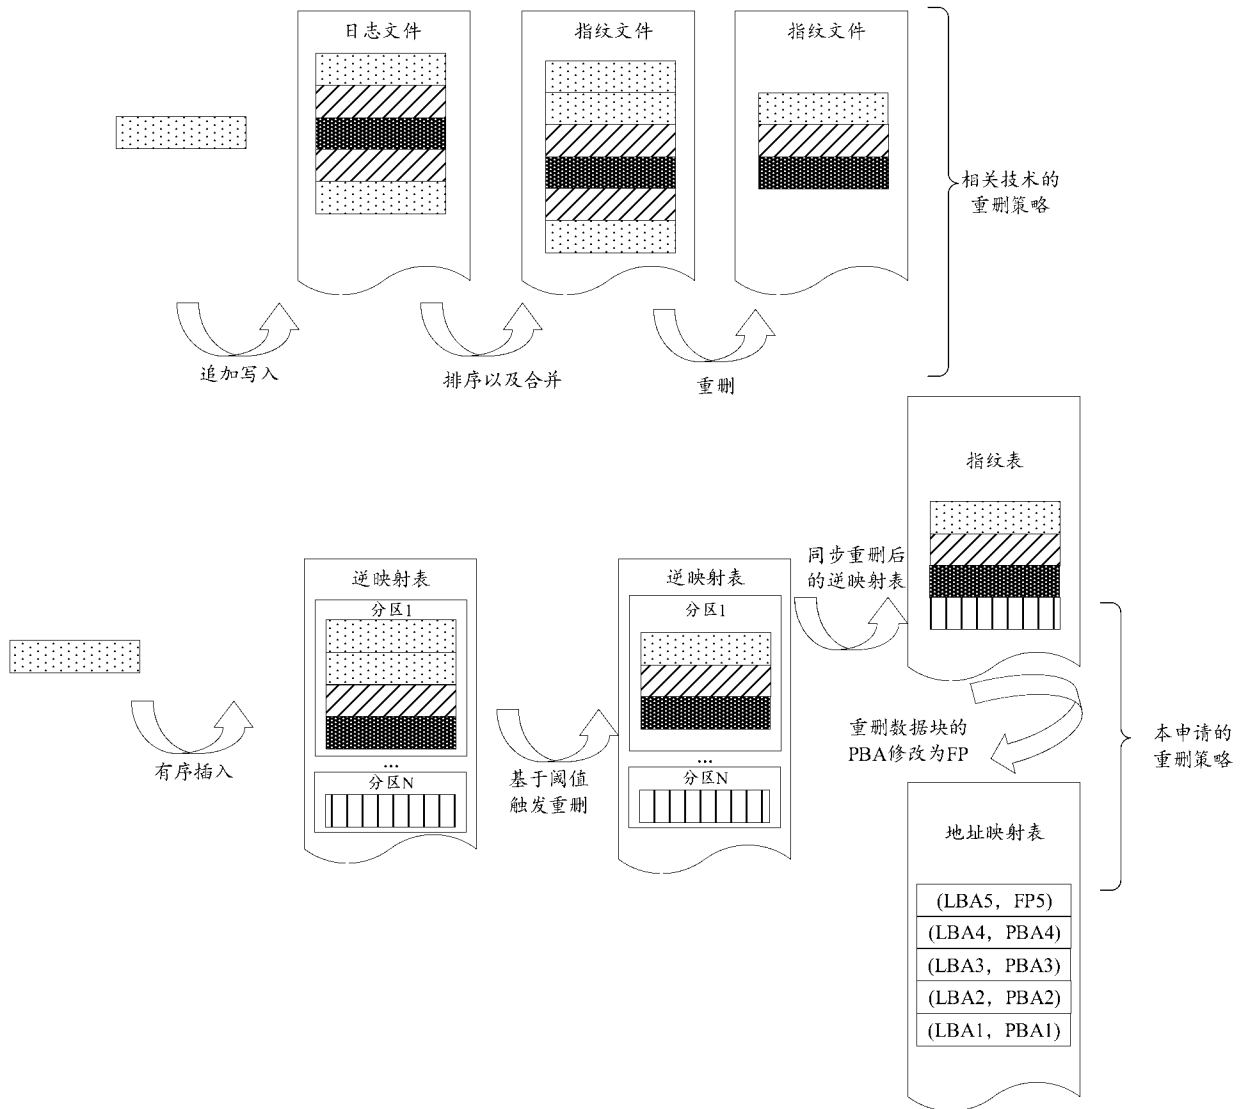 日志文件
指纹文件
指纹文件
相关技术的
重删策略
追加写入
排序以及合并
重删
指纹表
同步重删后
的逆映射表
逆映射表
分区1
...
分区N
逆映射表
分区1
...
分区N
有序插入
基于阈值
触发重删
重删数据块的
PBA修改为FP
本申请的
重删策略
地址映射表
(LBA5，FP5)
(LBA4，PBA4)
(LBA3，PBA3)
(LBA2，PBA2)
(LBA1，PBA1)